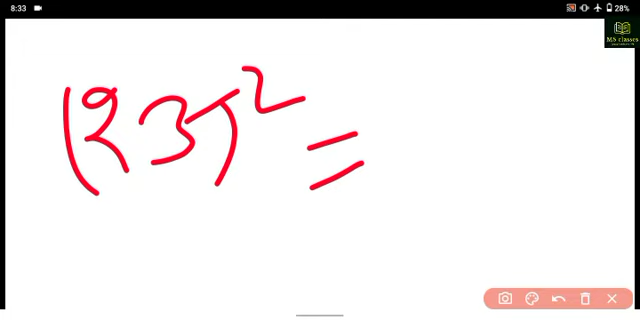 8:33 28%
MS classes
(23)² =